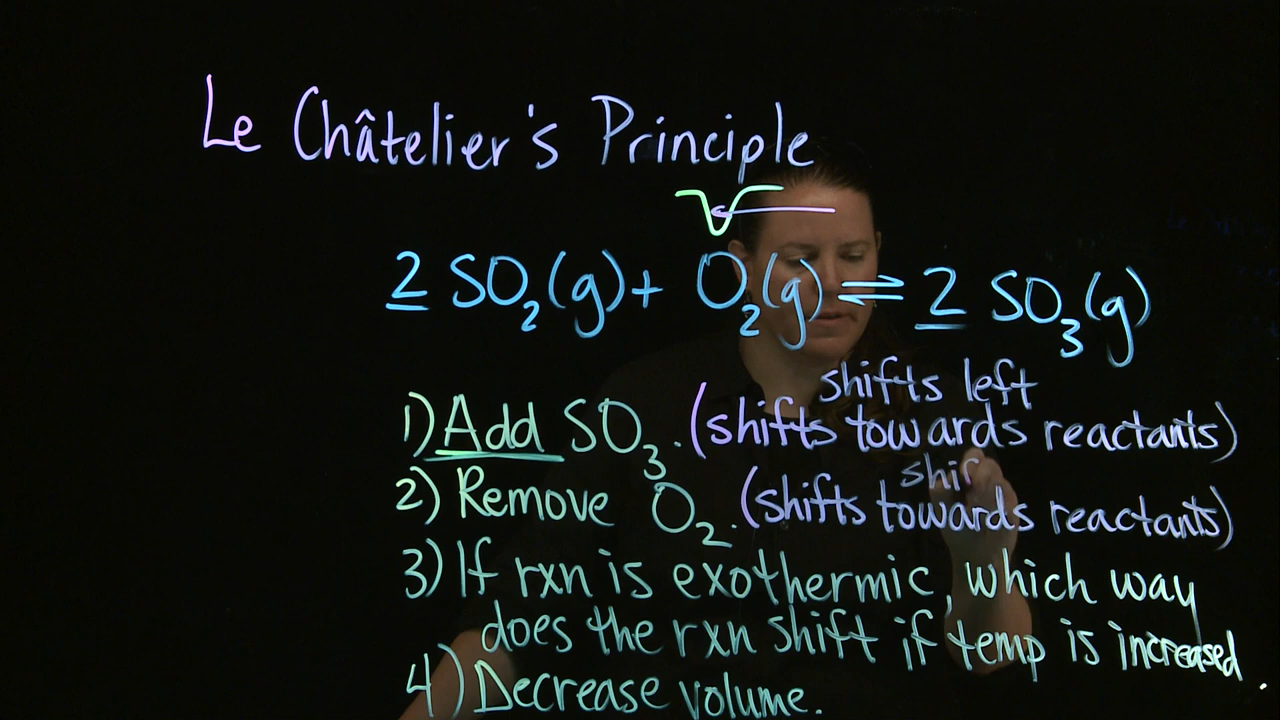 Le Châtelier's Principle
2 SO₂(g) + O₂(g) ⇌ 2 SO₃(g)
shifts left
1) Add SO₃. (shifts towards reactants)
shif
2) Remove O₂. (shifts towards reactants)
3) If rxn is exothermic, which way
does the rxn shift if temp is increased.
4) Decrease volume.